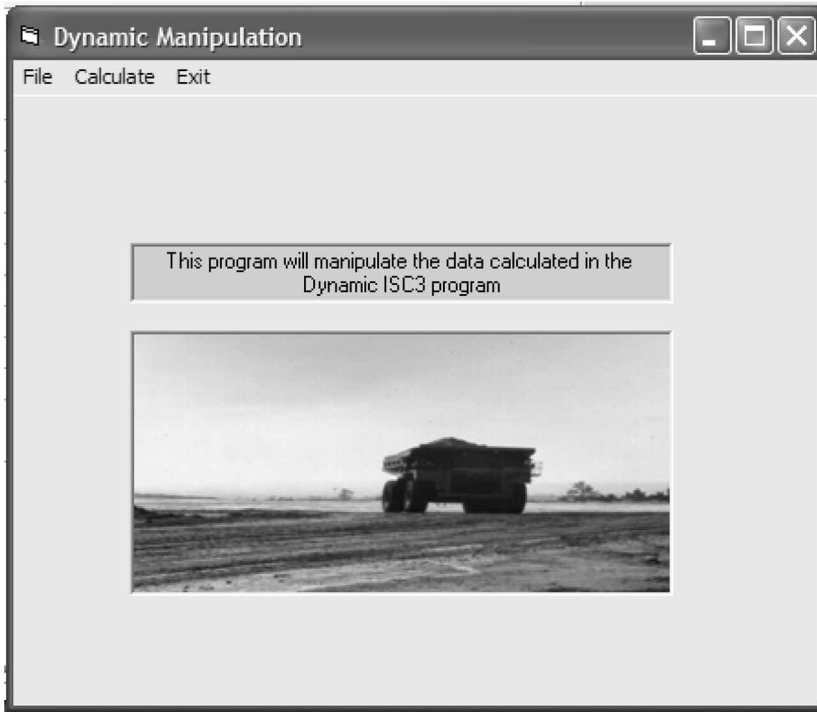 Dynamic Manipulation
File Calculate Exit
This program will manipulate the data calculated in the
Dynamic ISC3 program